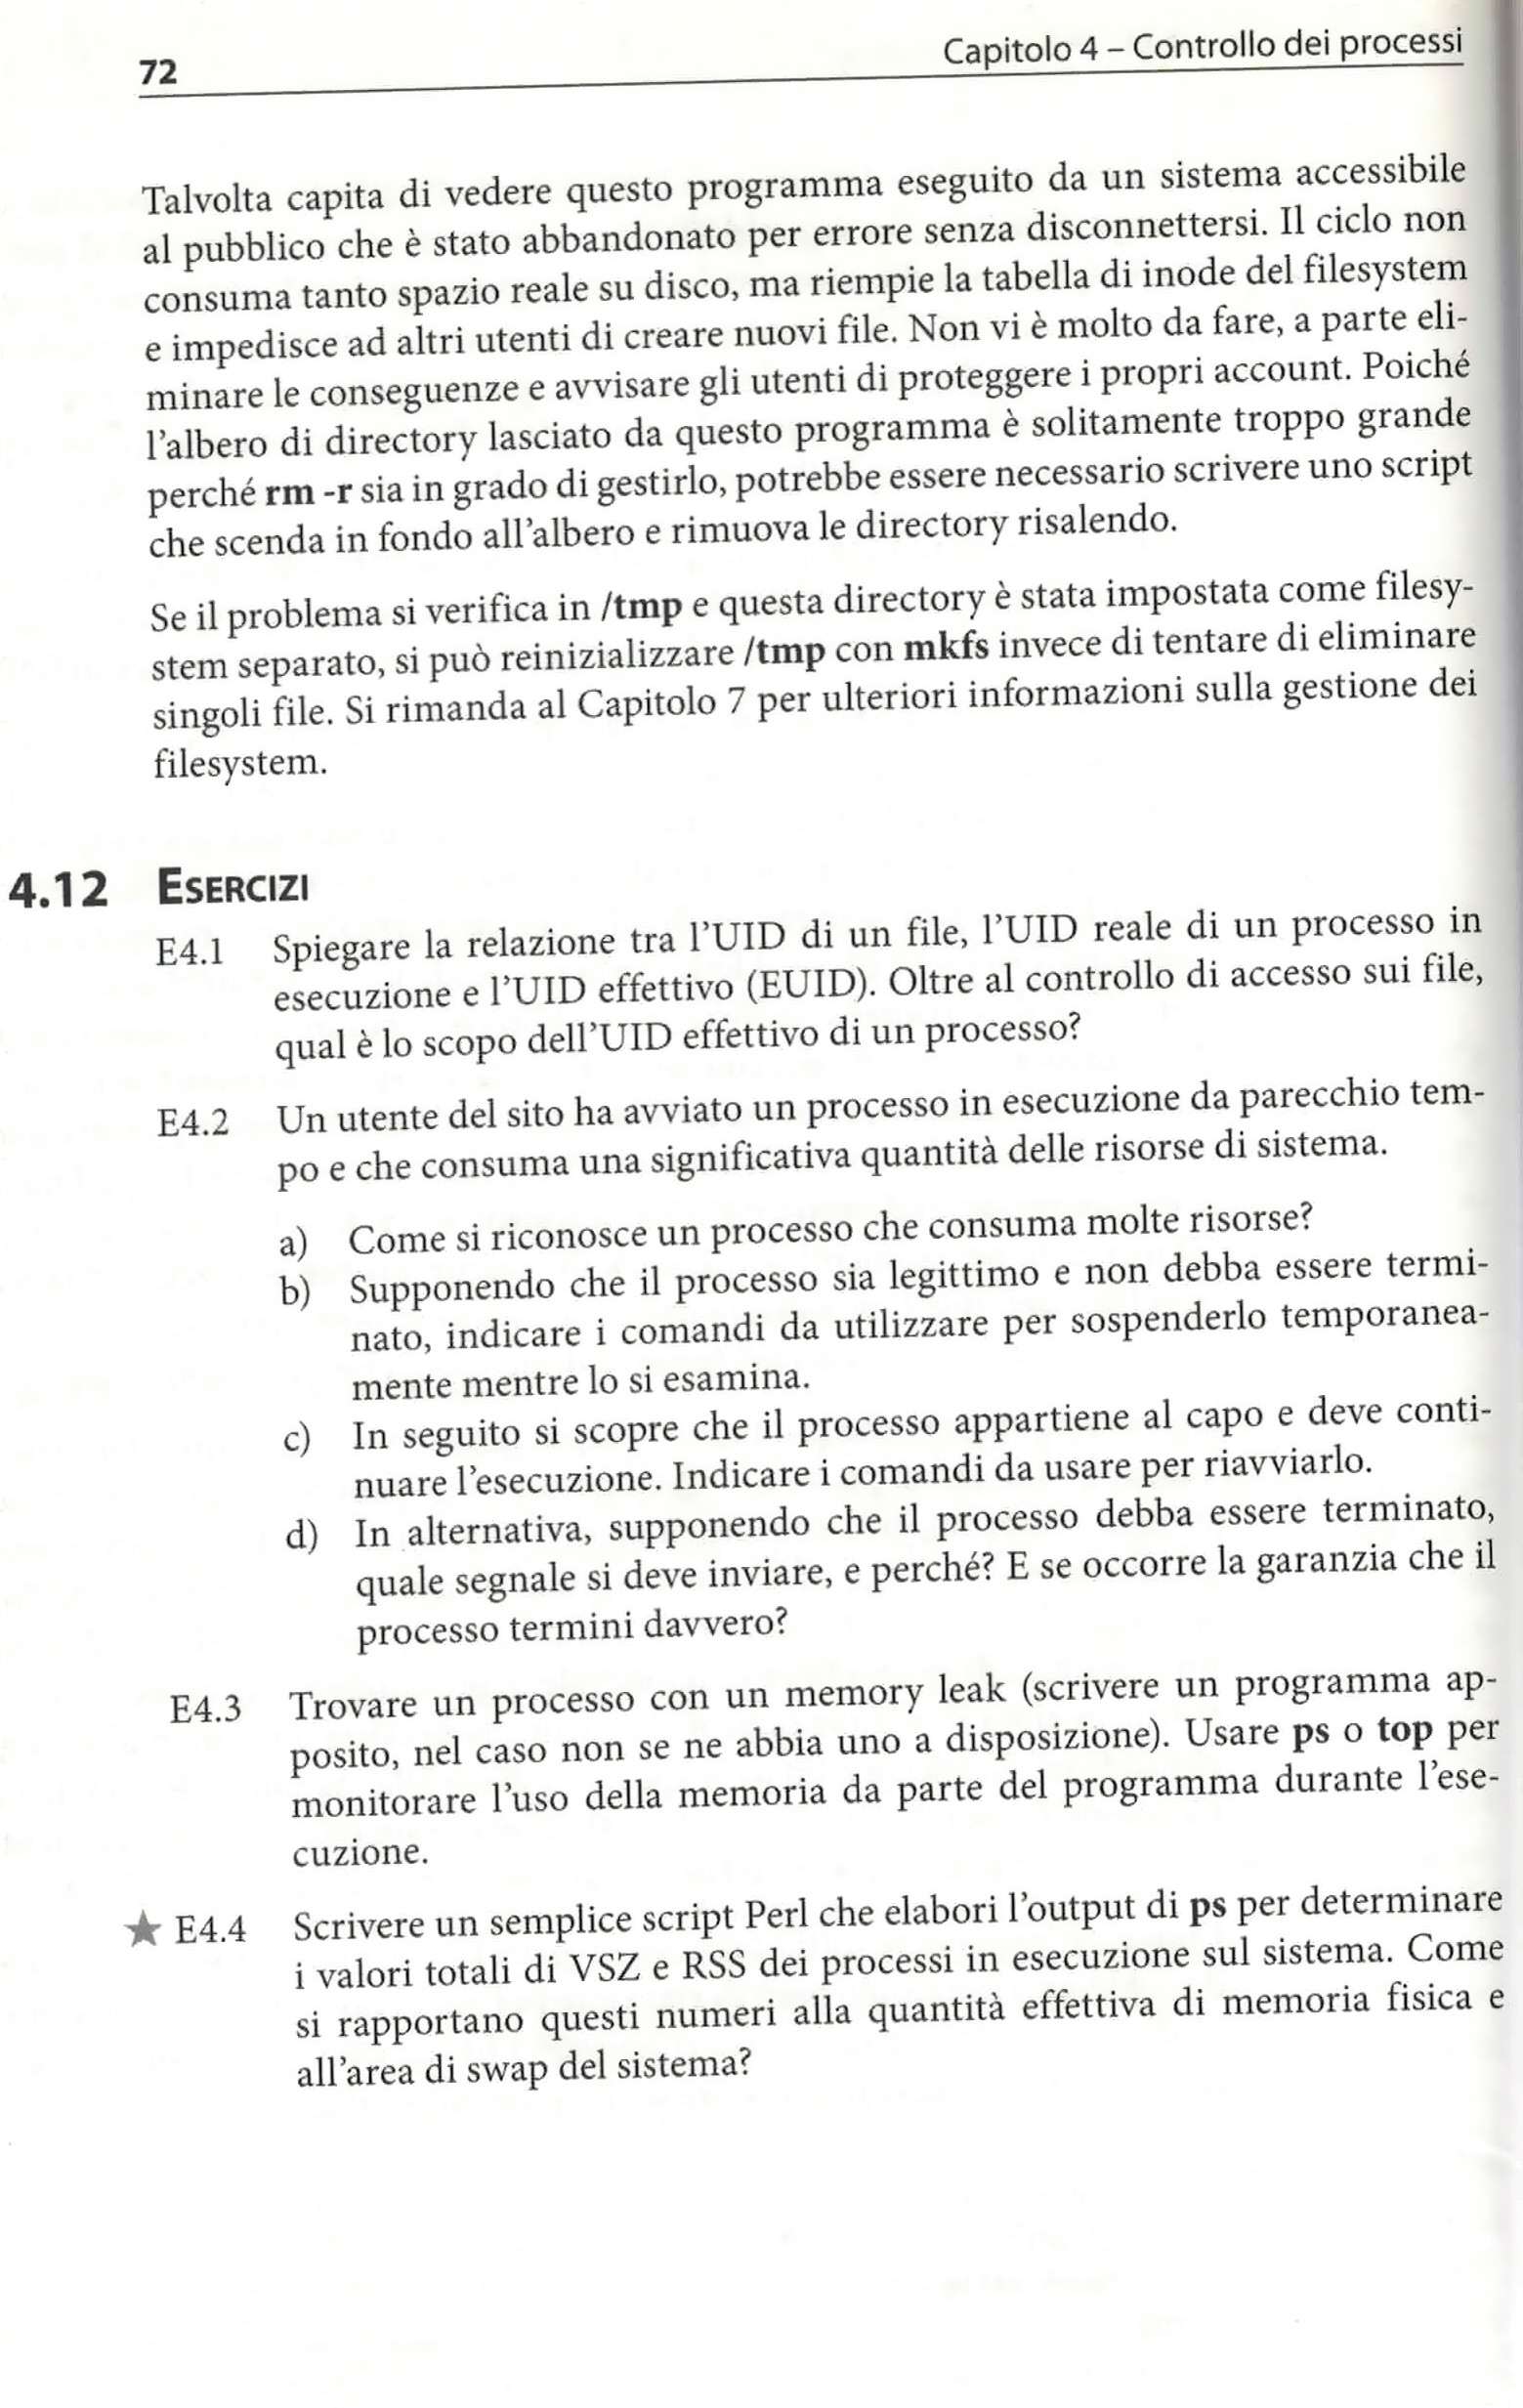 72
Capitolo 4 – Controllo dei processi
Talvolta capita di vedere questo programma eseguito da un sistema accessibile
al pubblico che è stato abbandonato per errore senza disconnettersi. Il ciclo non
consuma tanto spazio reale su disco, ma riempie la tabella di inode del filesystem
e impedisce ad altri utenti di creare nuovi file. Non vi è molto da fare, a parte eli-
minare le conseguenze e avvisare gli utenti di proteggere i propri account. Poiché
l'albero di directory lasciato da questo programma è solitamente troppo grande
perché rm -r sia in grado di gestirlo, potrebbe essere necessario scrivere uno script
che scenda in fondo all'albero e rimuova le directory risalendo.
Se il problema si verifica in /tmp e questa directory è stata impostata come filesy-
stem separato, si può reinizializzare /tmp con mkfs invece di tentare di eliminare
singoli file. Si rimanda al Capitolo 7 per ulteriori informazioni sulla gestione dei
filesystem.
4.12 ESERCIZI
E4.1 Spiegare la relazione tra l'UID di un file, l'UID reale di un processo in
esecuzione e l'UID effettivo (EUID). Oltre al controllo di accesso sui file,
qual è lo scopo dell'UID effettivo di un processo?
E4.2 Un utente del sito ha avviato un processo in esecuzione da parecchio tem-
po e che consuma una significativa quantità delle risorse di sistema.
a) Come si riconosce un processo che consuma molte risorse?
b) Supponendo che il processo sia legittimo e non debba essere termi-
nato, indicare i comandi da utilizzare per sospenderlo temporanea-
mente mentre lo si esamina.
c) In seguito si scopre che il processo appartiene al capo e deve conti-
nuare l'esecuzione. Indicare i comandi da usare per riavviarlo.
d) In alternativa, supponendo che il processo debba essere terminato,
quale segnale si deve inviare, e perché? E se occorre la garanzia che il
processo termini davvero?
E4.3 Trovare un processo con un memory leak (scrivere un programma ap-
posito, nel caso non se ne abbia uno a disposizione). Usare ps o top per
monitorare l'uso della memoria da parte del programma durante l'ese-
cuzione.
★ E4.4 Scrivere un semplice script Perl che elabori l'output di ps per determinare
i valori totali di VSZ e RSS dei processi in esecuzione sul sistema. Come
si rapportano questi numeri alla quantità effettiva di memoria fisica e
all'area di swap del sistema?